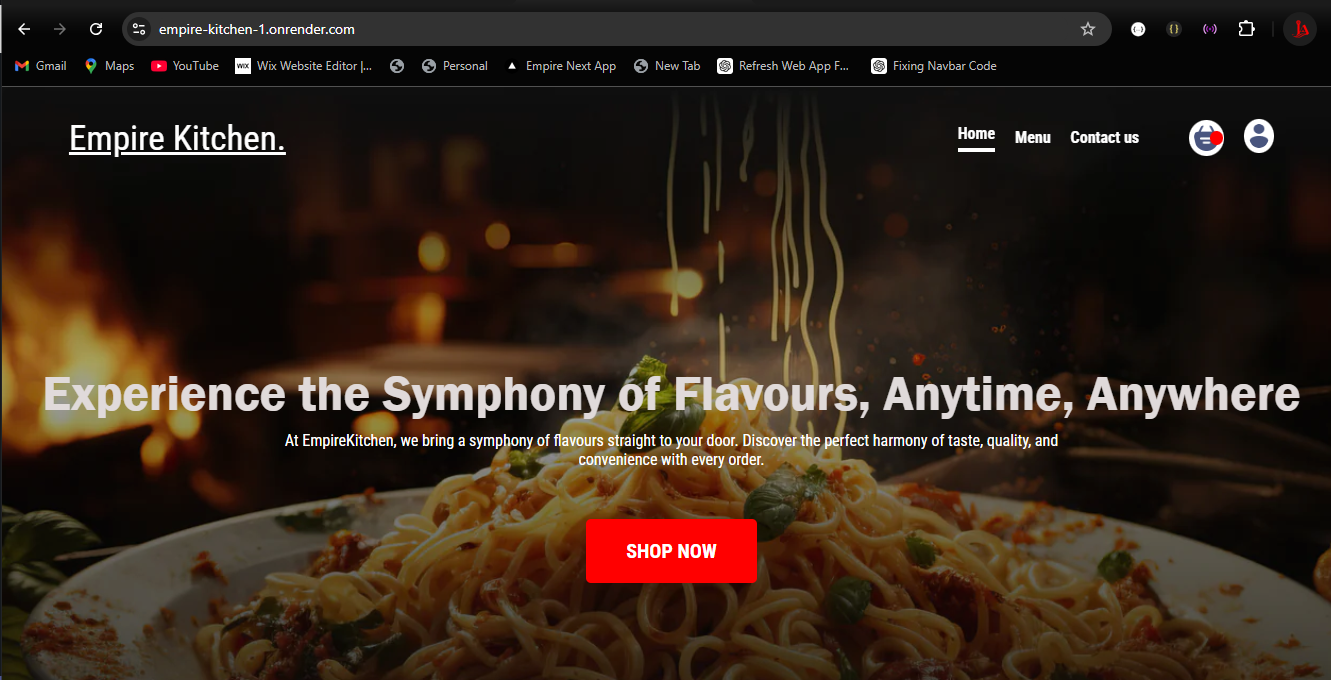 empire-kitchen-1.onrender.com
Gmail
Maps
YouTube
WIX Wix Website Editor |...
Personal
Empire Next App
New Tab
Refresh Web App F...
Fixing Navbar Code
Empire Kitchen.
Home
Menu
Contact us
Experience the Symphony of Flavours, Anytime, Anywhere
At EmpireKitchen, we bring a symphony of flavours straight to your door. Discover the perfect harmony of taste, quality, and
convenience with every order.
SHOP NOW